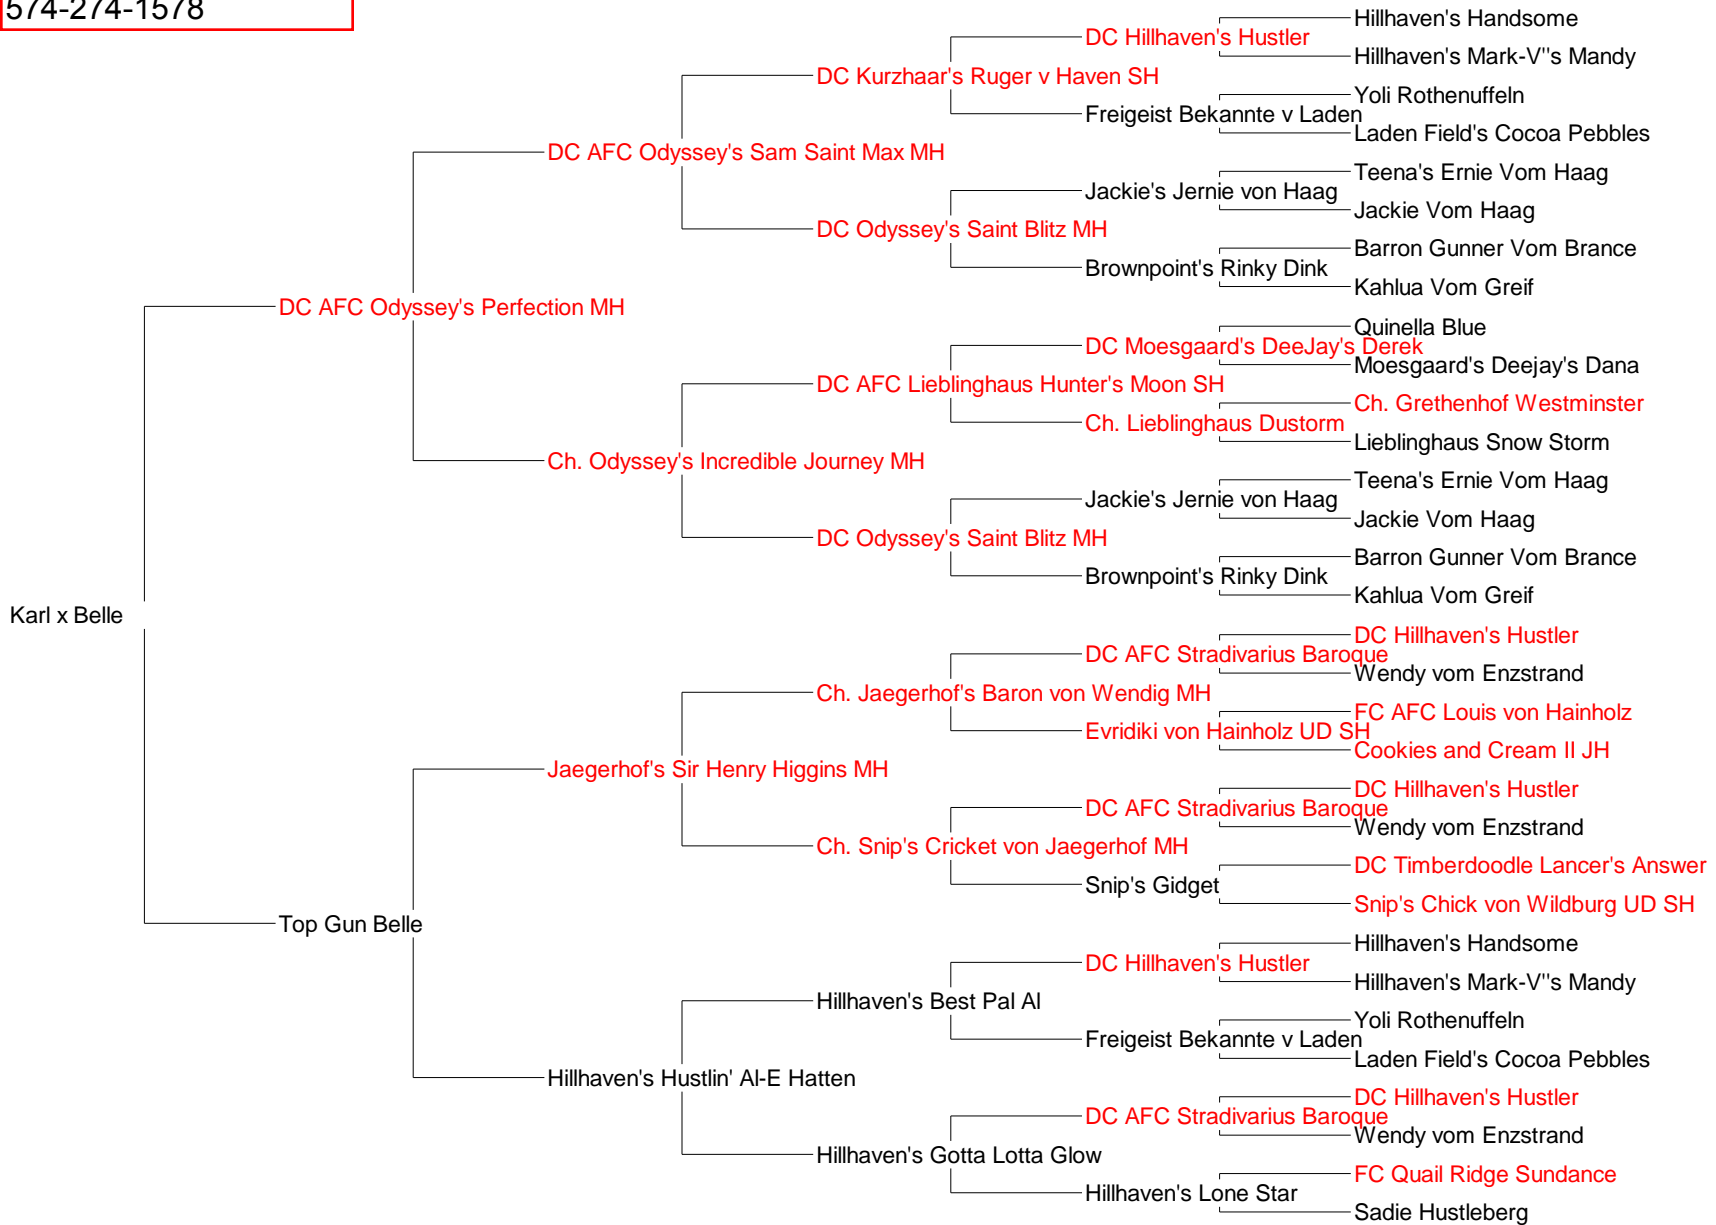 574-274-1578
Hillhaven's Handsome
DC Hillhaven's Hustler
Hillhaven's Mark-V"s Mandy
DC Kurzhaar's Ruger v Haven SH
Yoli Rothenuffeln
Freigeist Bekannte v Laden
Laden Field's Cocoa Pebbles
DC AFC Odyssey's Sam Saint Max MH
Teena's Ernie Vom Haag
Jackie's Jernie von Haag
Jackie Vom Haag
DC Odyssey's Saint Blitz MH
Barron Gunner Vom Brance
Brownpoint's Rinky Dink
Kahlua Vom Greif
DC AFC Odyssey's Perfection MH
Quinella Blue
DC Moesgaard's DeeJay's Derek
Moesgaard's Deejay's Dana
DC AFC Lieblinghaus Hunter's Moon SH
Ch. Grethenhof Westminster
Ch. Lieblinghaus Dustorm
Lieblinghaus Snow Storm
Ch. Odyssey's Incredible Journey MH
Teena's Ernie Vom Haag
Jackie's Jernie von Haag
Jackie Vom Haag
DC Odyssey's Saint Blitz MH
Barron Gunner Vom Brance
Brownpoint's Rinky Dink
Kahlua Vom Greif
Karl x Belle
DC Hillhaven's Hustler
DC AFC Stradivarius Baroque
Wendy vom Enzstrand
Ch. Jaegerhof's Baron von Wendig MH
FC AFC Louis von Hainholz
Evridiki von Hainholz UD SH
Cookies and Cream II JH
Jaegerhof's Sir Henry Higgins MH
DC Hillhaven's Hustler
DC AFC Stradivarius Baroque
Wendy vom Enzstrand
Ch. Snip's Cricket von Jaegerhof MH
DC Timberdoodle Lancer's Answer
Snip's Gidget
Snip's Chick von Wildburg UD SH
Top Gun Belle
Hillhaven's Handsome
DC Hillhaven's Hustler
Hillhaven's Mark-V"s Mandy
Hillhaven's Best Pal Al
Yoli Rothenuffeln
Freigeist Bekannte v Laden
Laden Field's Cocoa Pebbles
Hillhaven's Hustlin' Al-E Hatten
DC Hillhaven's Hustler
DC AFC Stradivarius Baroque
Wendy vom Enzstrand
Hillhaven's Gotta Lotta Glow
FC Quail Ridge Sundance
Hillhaven's Lone Star
Sadie Hustleberg